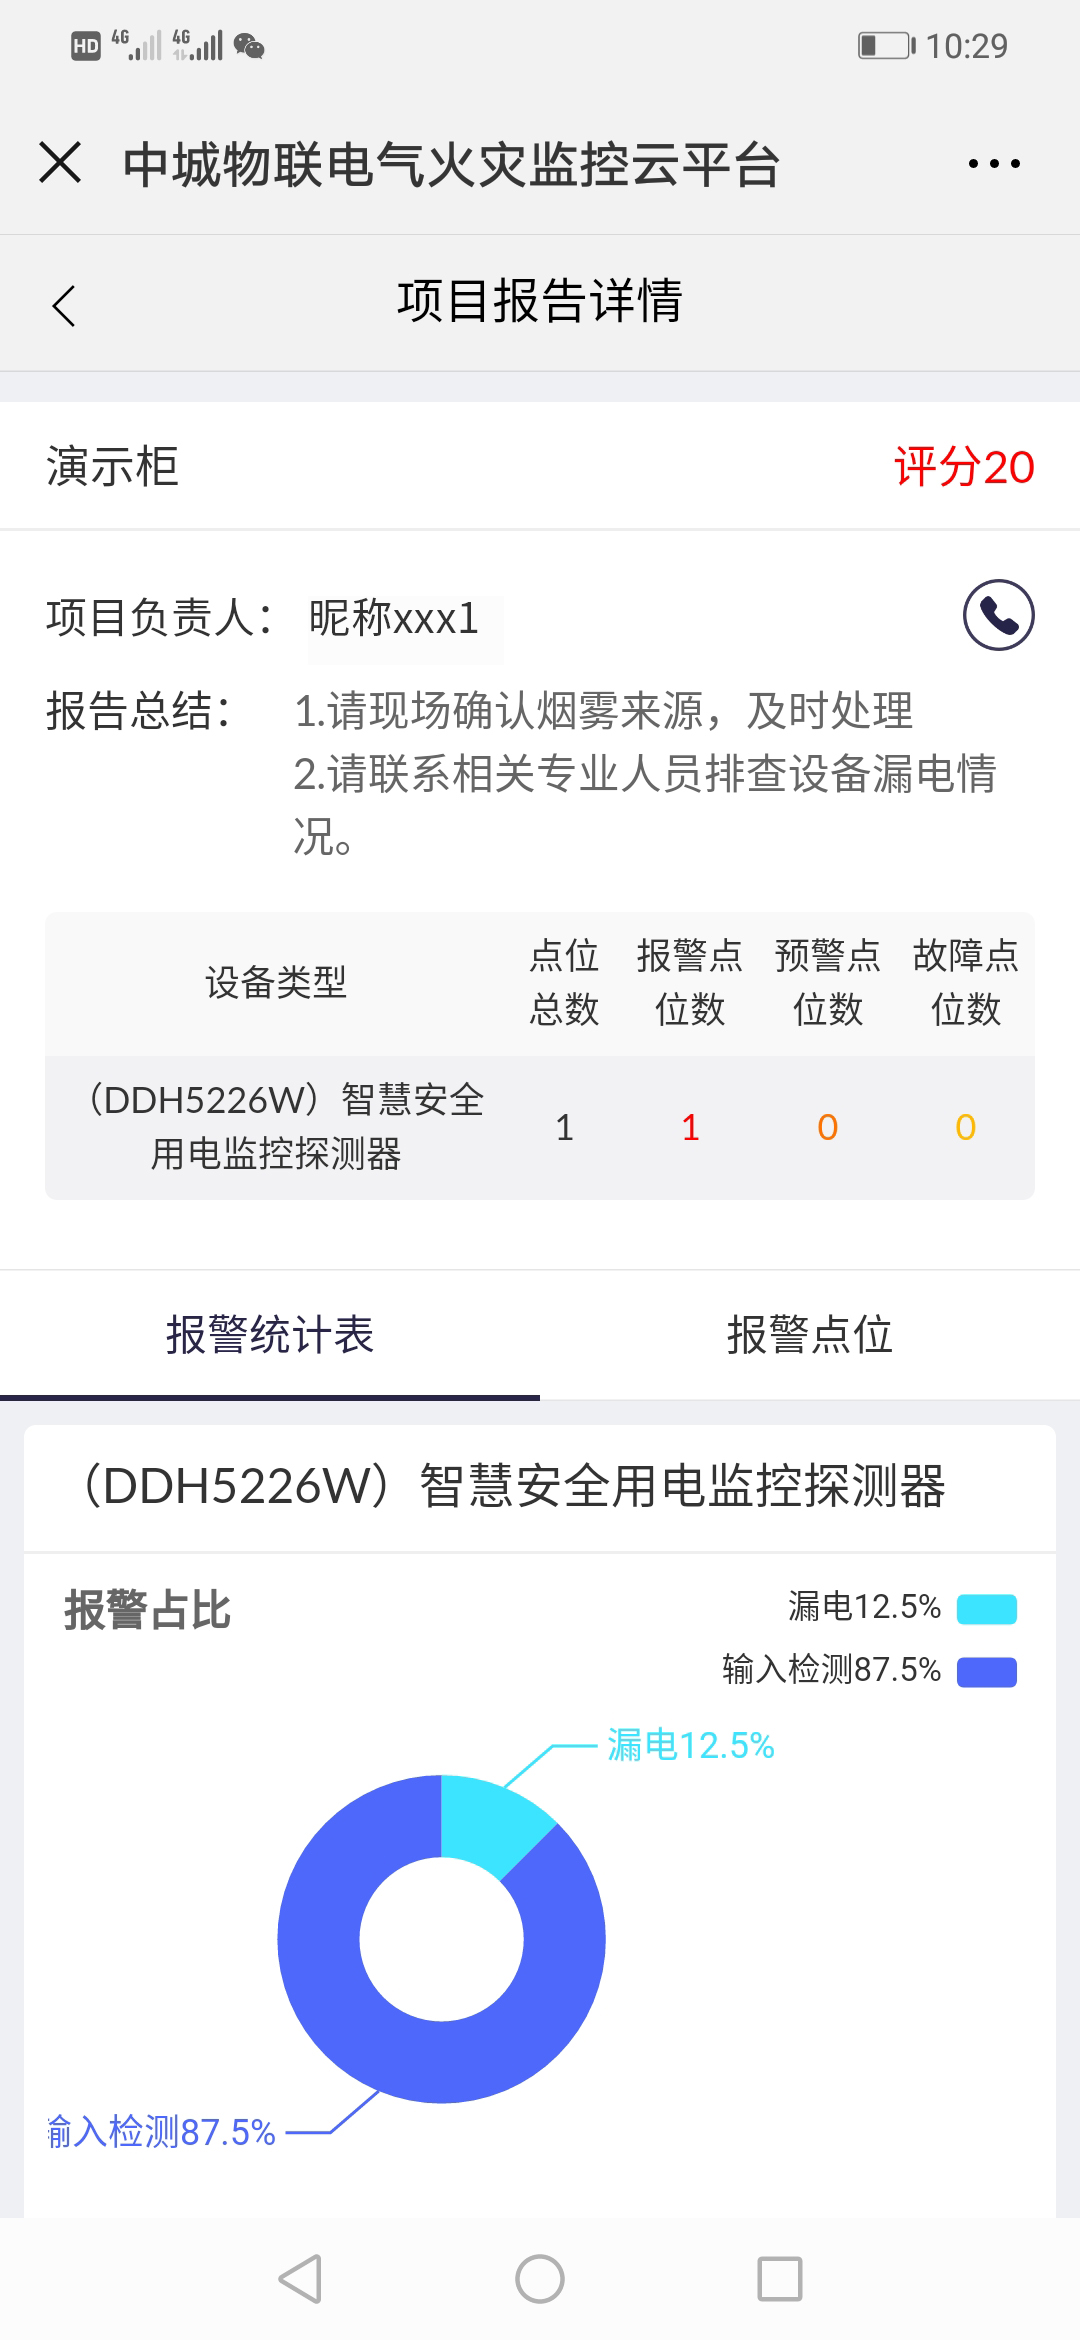 HD 4G 4G 10:29
中城物联电气火灾监控云平台
项目报告详情
演示柜 评分20
项目负责人： 昵称xxx1
报告总结： 1.请现场确认烟雾来源，及时处理
2.请联系相关专业人员排查设备漏电情
况。
设备类型 点位总数 报警点位数 预警点位数 故障点位数
（DDH5226W）智慧安全
用电监控探测器 1 1 0 0
报警统计表 报警点位
（DDH5226W）智慧安全用电监控探测器
报警占比 漏电12.5%
输入检测87.5%
漏电12.5%
输入检测87.5%